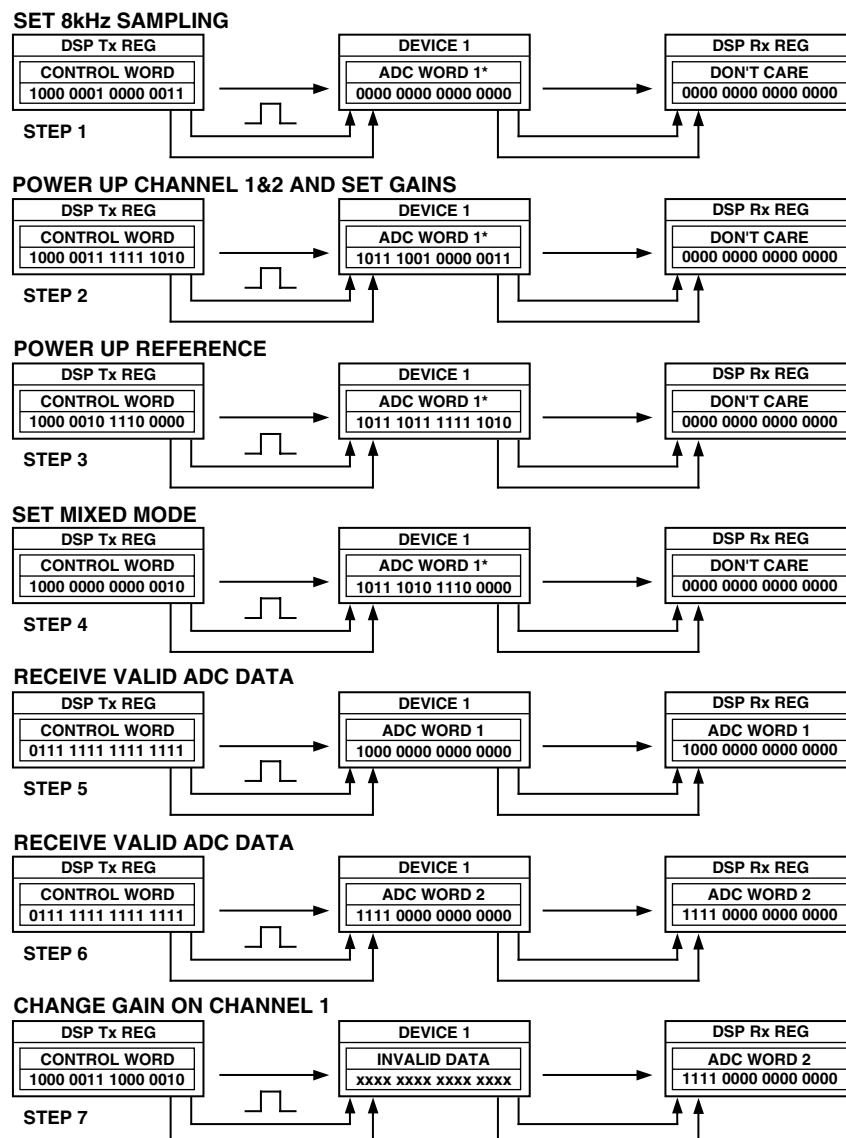 SET 8kHz SAMPLING
DSP Tx REG DEVICE 1 DSP Rx REG
CONTROL WORD ADC WORD 1* DON'T CARE
1000 0001 0000 0011 0000 0000 0000 0000 0000 0000 0000 0000
STEP 1
POWER UP CHANNEL 1&2 AND SET GAINS
DSP Tx REG DEVICE 1 DSP Rx REG
CONTROL WORD ADC WORD 1* DON'T CARE
1000 0011 1111 1010 1011 1001 0000 0011 0000 0000 0000 0000
STEP 2
POWER UP REFERENCE
DSP Tx REG DEVICE 1 DSP Rx REG
CONTROL WORD ADC WORD 1* DON'T CARE
1000 0010 1110 0000 1011 1011 1111 1010 0000 0000 0000 0000
STEP 3
SET MIXED MODE
DSP Tx REG DEVICE 1 DSP Rx REG
CONTROL WORD ADC WORD 1* DON'T CARE
1000 0000 0000 0010 1011 1010 1110 0000 0000 0000 0000 0000
STEP 4
RECEIVE VALID ADC DATA
DSP Tx REG DEVICE 1 DSP Rx REG
CONTROL WORD ADC WORD 1 ADC WORD 1
0111 1111 1111 1111 1000 0000 0000 0000 1000 0000 0000 0000
STEP 5
RECEIVE VALID ADC DATA
DSP Tx REG DEVICE 1 DSP Rx REG
CONTROL WORD ADC WORD 2 ADC WORD 2
0111 1111 1111 1111 1111 0000 0000 0000 1111 0000 0000 0000
STEP 6
CHANGE GAIN ON CHANNEL 1
DSP Tx REG DEVICE 1 DSP Rx REG
CONTROL WORD INVALID DATA ADC WORD 2
1000 0011 1000 0010 xxxx xxxx xxxx xxxx 1111 0000 0000 0000
STEP 7